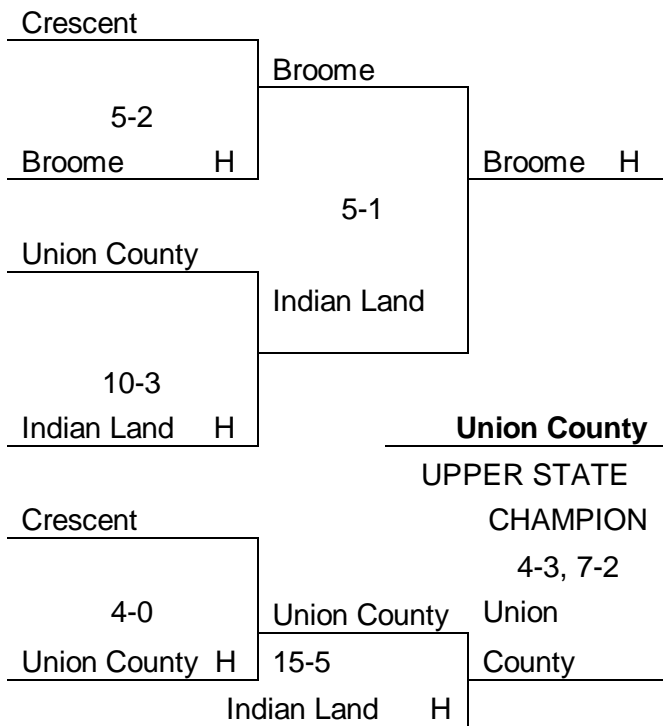 Crescent
Broome
5-2
Broome H
Broome H
5-1
Union County
Indian Land
10-3
Indian Land H
Union County
UPPER STATE
Crescent
CHAMPION
4-3, 7-2
4-0
Union County
Union
Union County H
15-5
County
Indian Land H